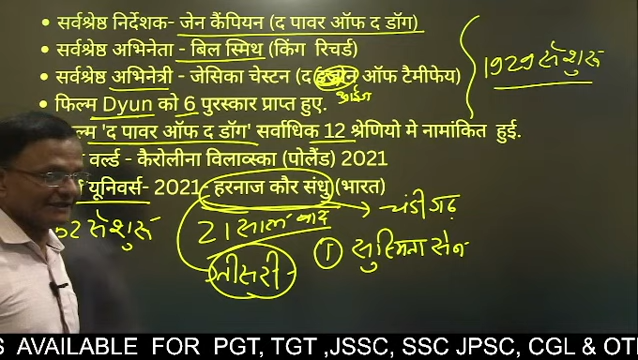 • सर्वश्रेष्ठ निर्देशक- जेन कैंपियन (द पावर ऑफ द डॉग)
• सर्वश्रेष्ठ अभिनेता - बिल स्मिथ (किंग रिचर्ड)
1929 से शुरू
• सर्वश्रेष्ठ अभिनेत्री - जेसिका चेस्टन (द ऑफ टैमीफेय)
• फिल्म Dyun को 6 पुरस्कार प्राप्त हुए.
'द पावर ऑफ द डॉग' सर्वाधिक 12 श्रेणियो मे नामांकित हुई.
वर्ल्ड - कैरोलीना विलावस्का (पोलैंड) 2021
यूनिवर्स- 2021- हरनाज कौर संधु (भारत)
चंडीगढ़
52 से शुरू
21 साल बाद
तीसरी
① सुस्मिता सेन
AVAILABLE FOR PGT, TGT ,JSSC, SSC JPSC, CGL & OT